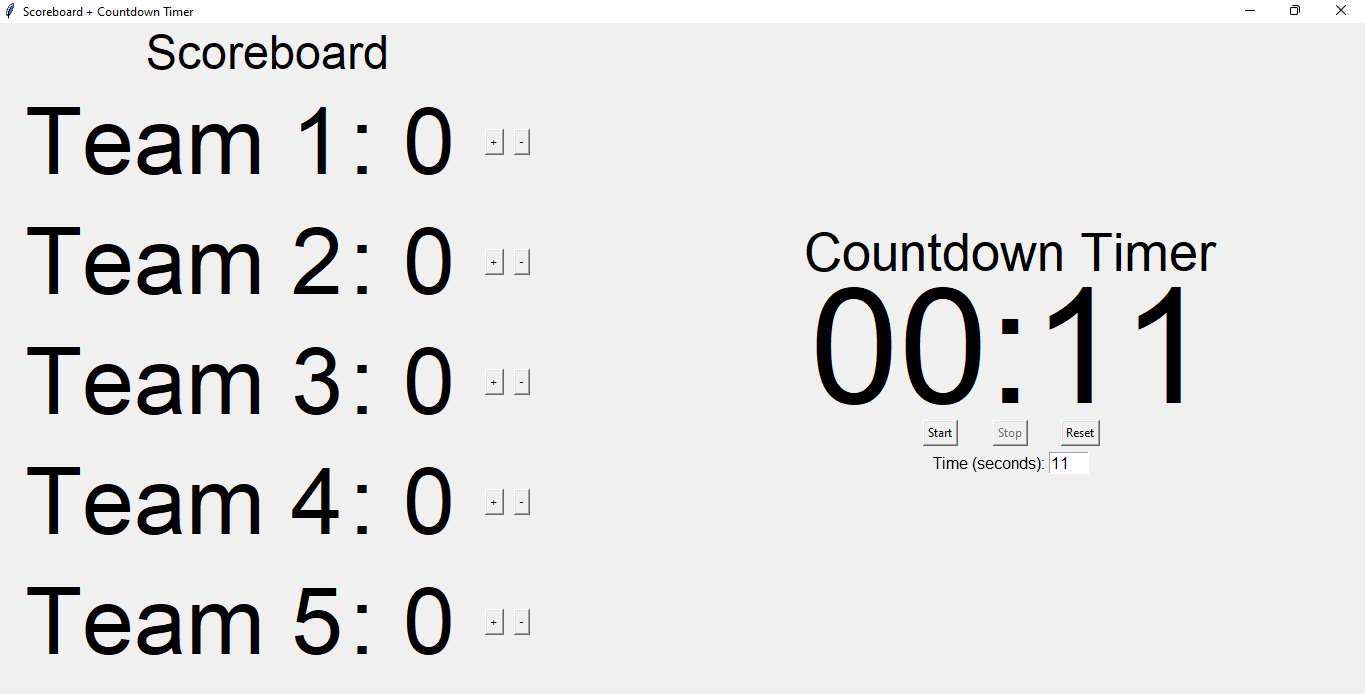 Scoreboard + Countdown Timer
Scoreboard
Team 1: 0 + -
Team 2: 0 + -
Team 3: 0 + -
Team 4: 0 + -
Team 5: 0 + -
Countdown Timer
00:11
Start Stop Reset
Time (seconds): 11